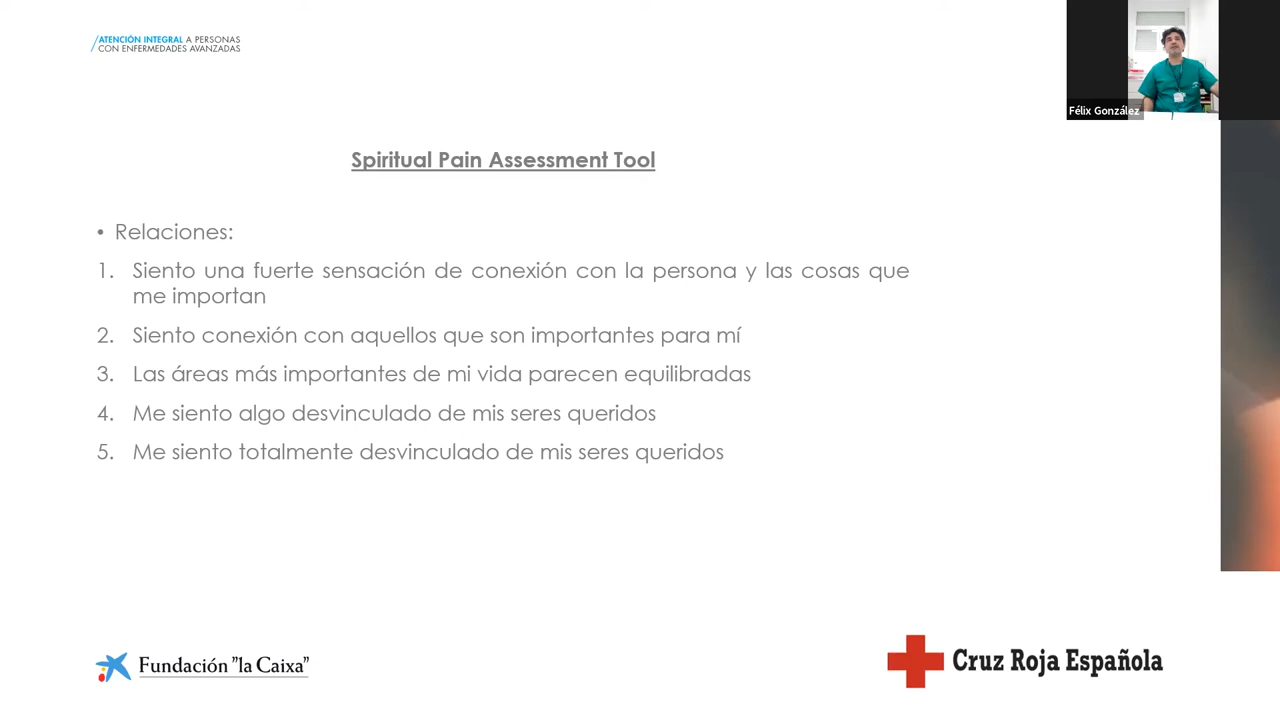 /ATENCIÓN INTEGRAL A PERSONAS
CON ENFERMEDADES AVANZADAS
Félix González
Spiritual Pain Assessment Tool
• Relaciones:
1. Siento una fuerte sensación de conexión con la persona y las cosas que
me importan
2. Siento conexión con aquellos que son importantes para mí
3. Las áreas más importantes de mi vida parecen equilibradas
4. Me siento algo desvinculado de mis seres queridos
5. Me siento totalmente desvinculado de mis seres queridos
Fundación "la Caixa"
Cruz Roja Española